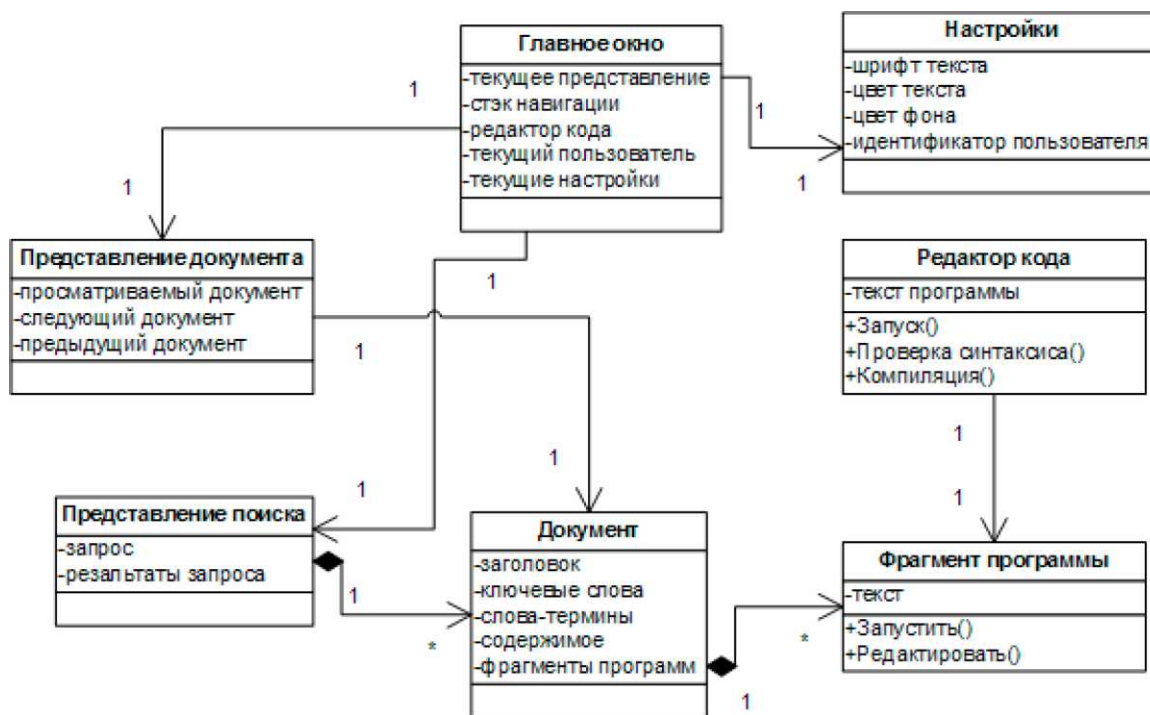 Главное окно
-текущее представление
-стэк навигации
-редактор кода
-текущий пользователь
-текущие настройки
Настройки
-шрифт текста
-цвет текста
-цвет фона
-идентификатор пользователя
1
1
1
1
Представление документа
-просматриваемый документ
-следующий документ
-предыдущий документ
1
Редактор кода
-текст программы
+Запуск()
+Проверка синтаксиса()
+Компиляция()
1
1
1
1
1
Представление поиска
-запрос
-резальтаты запроса
1
*
Документ
-заголовок
-ключевые слова
-слова-термины
-содержимое
-фрагменты программ
1
*
Фрагмент программы
-текст
+Запустить()
+Редактировать()